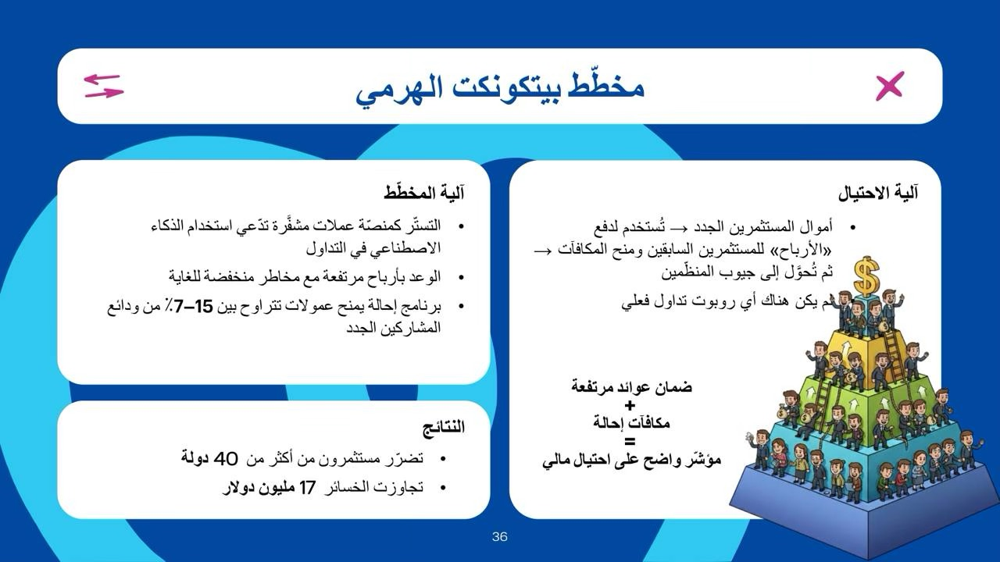 مخطّط بيتكونكت الهرمي
آلية الاحتيال
• أموال المستثمرين الجدد → تُستخدم لدفع
«الأرباح» للمستثمرين السابقين ومنح المكافآت →
ثم تُحوَّل إلى جيوب المنظّمين
لم يكن هناك أي روبوت تداول فعلي
ضمان عوائد مرتفعة
+
مكافآت إحالة
=
مؤشّر واضح على احتيال مالي
$
آلية المخطّط
• التستّر كمنصّة عملات مشفَّرة تدّعي استخدام الذكاء
الاصطناعي في التداول
• الوعد بأرباح مرتفعة مع مخاطر منخفضة للغاية
• برنامج إحالة يمنح عمولات تتراوح بين 15–7٪ من ودائع
المشاركين الجدد
النتائج
• تضرّر مستثمرون من أكثر من 40 دولة
• تجاوزت الخسائر 17 مليون دولار
36